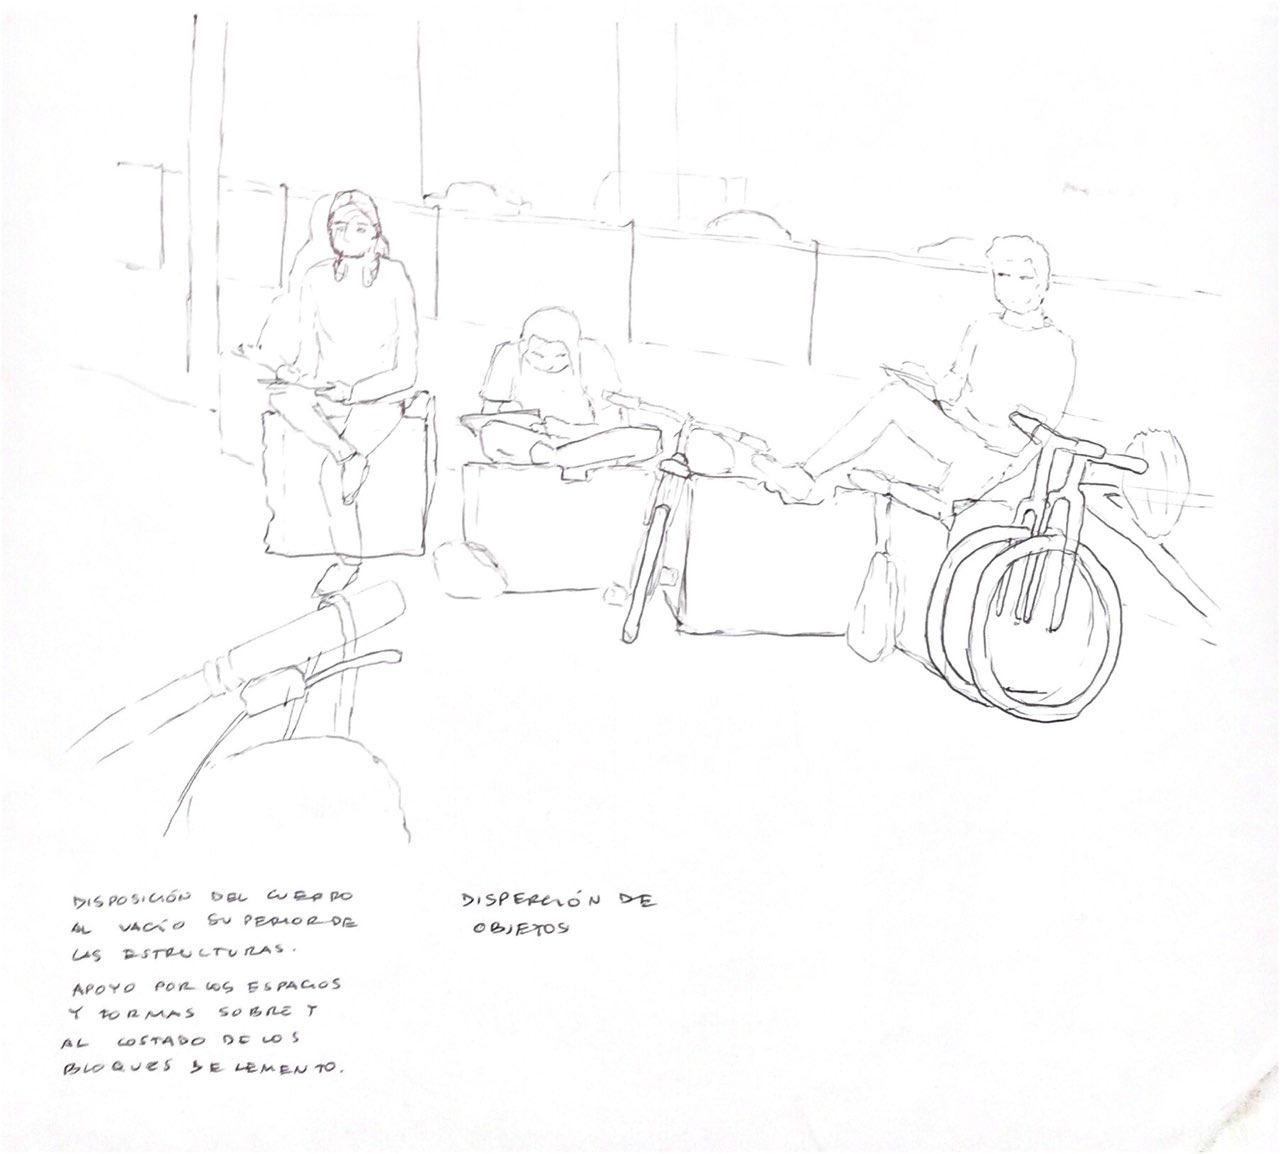 DISPOSICIÓN DEL CUERPO
AL VACÍO SUPERIOR DE
LAS ESTRUCTURAS.
APOYO POR LOS ESPACIOS
Y FORMAS SOBRE Y
AL COSTADO DE LOS
BLOQUES DE CEMENTO.
DISPERCIÓN DE
OBJETOS